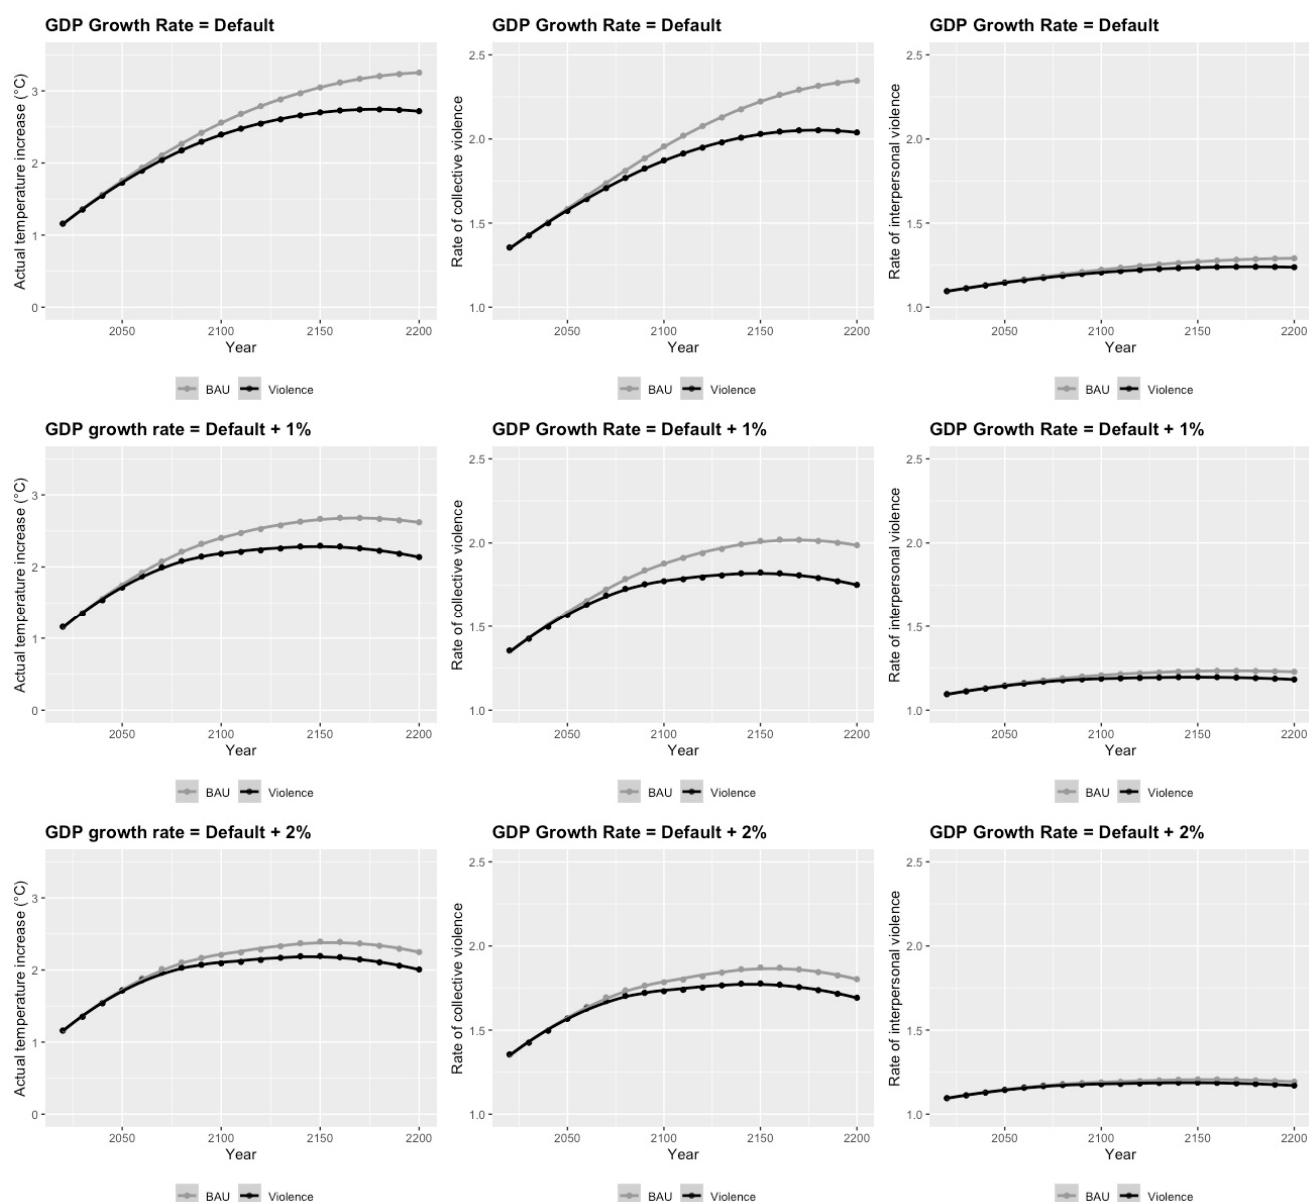 GDP Growth Rate = Default
GDP Growth Rate = Default
GDP Growth Rate = Default
Actual temperature increase (°C)
3
2
1
0
2050 2100 2150 2200
Year
BAU Violence
Rate of collective violence
2.5
2.0
1.5
1.0
2050 2100 2150 2200
Year
BAU Violence
Rate of interpersonal violence
2.5
2.0
1.5
1.0
2050 2100 2150 2200
Year
BAU Violence
GDP growth rate = Default + 1%
GDP Growth Rate = Default + 1%
GDP Growth Rate = Default + 1%
Actual temperature increase (°C)
3
2
1
0
2050 2100 2150 2200
Year
BAU Violence
Rate of collective violence
2.5
2.0
1.5
1.0
2050 2100 2150 2200
Year
BAU Violence
Rate of interpersonal violence
2.5
2.0
1.5
1.0
2050 2100 2150 2200
Year
BAU Violence
GDP growth rate = Default + 2%
GDP Growth Rate = Default + 2%
GDP Growth Rate = Default + 2%
Actual temperature increase (°C)
3
2
1
0
2050 2100 2150 2200
Year
BAU Violence
Rate of collective violence
2.5
2.0
1.5
1.0
2050 2100 2150 2200
Year
BAU Violence
Rate of interpersonal violence
2.5
2.0
1.5
1.0
2050 2100 2150 2200
Year
BAU Violence